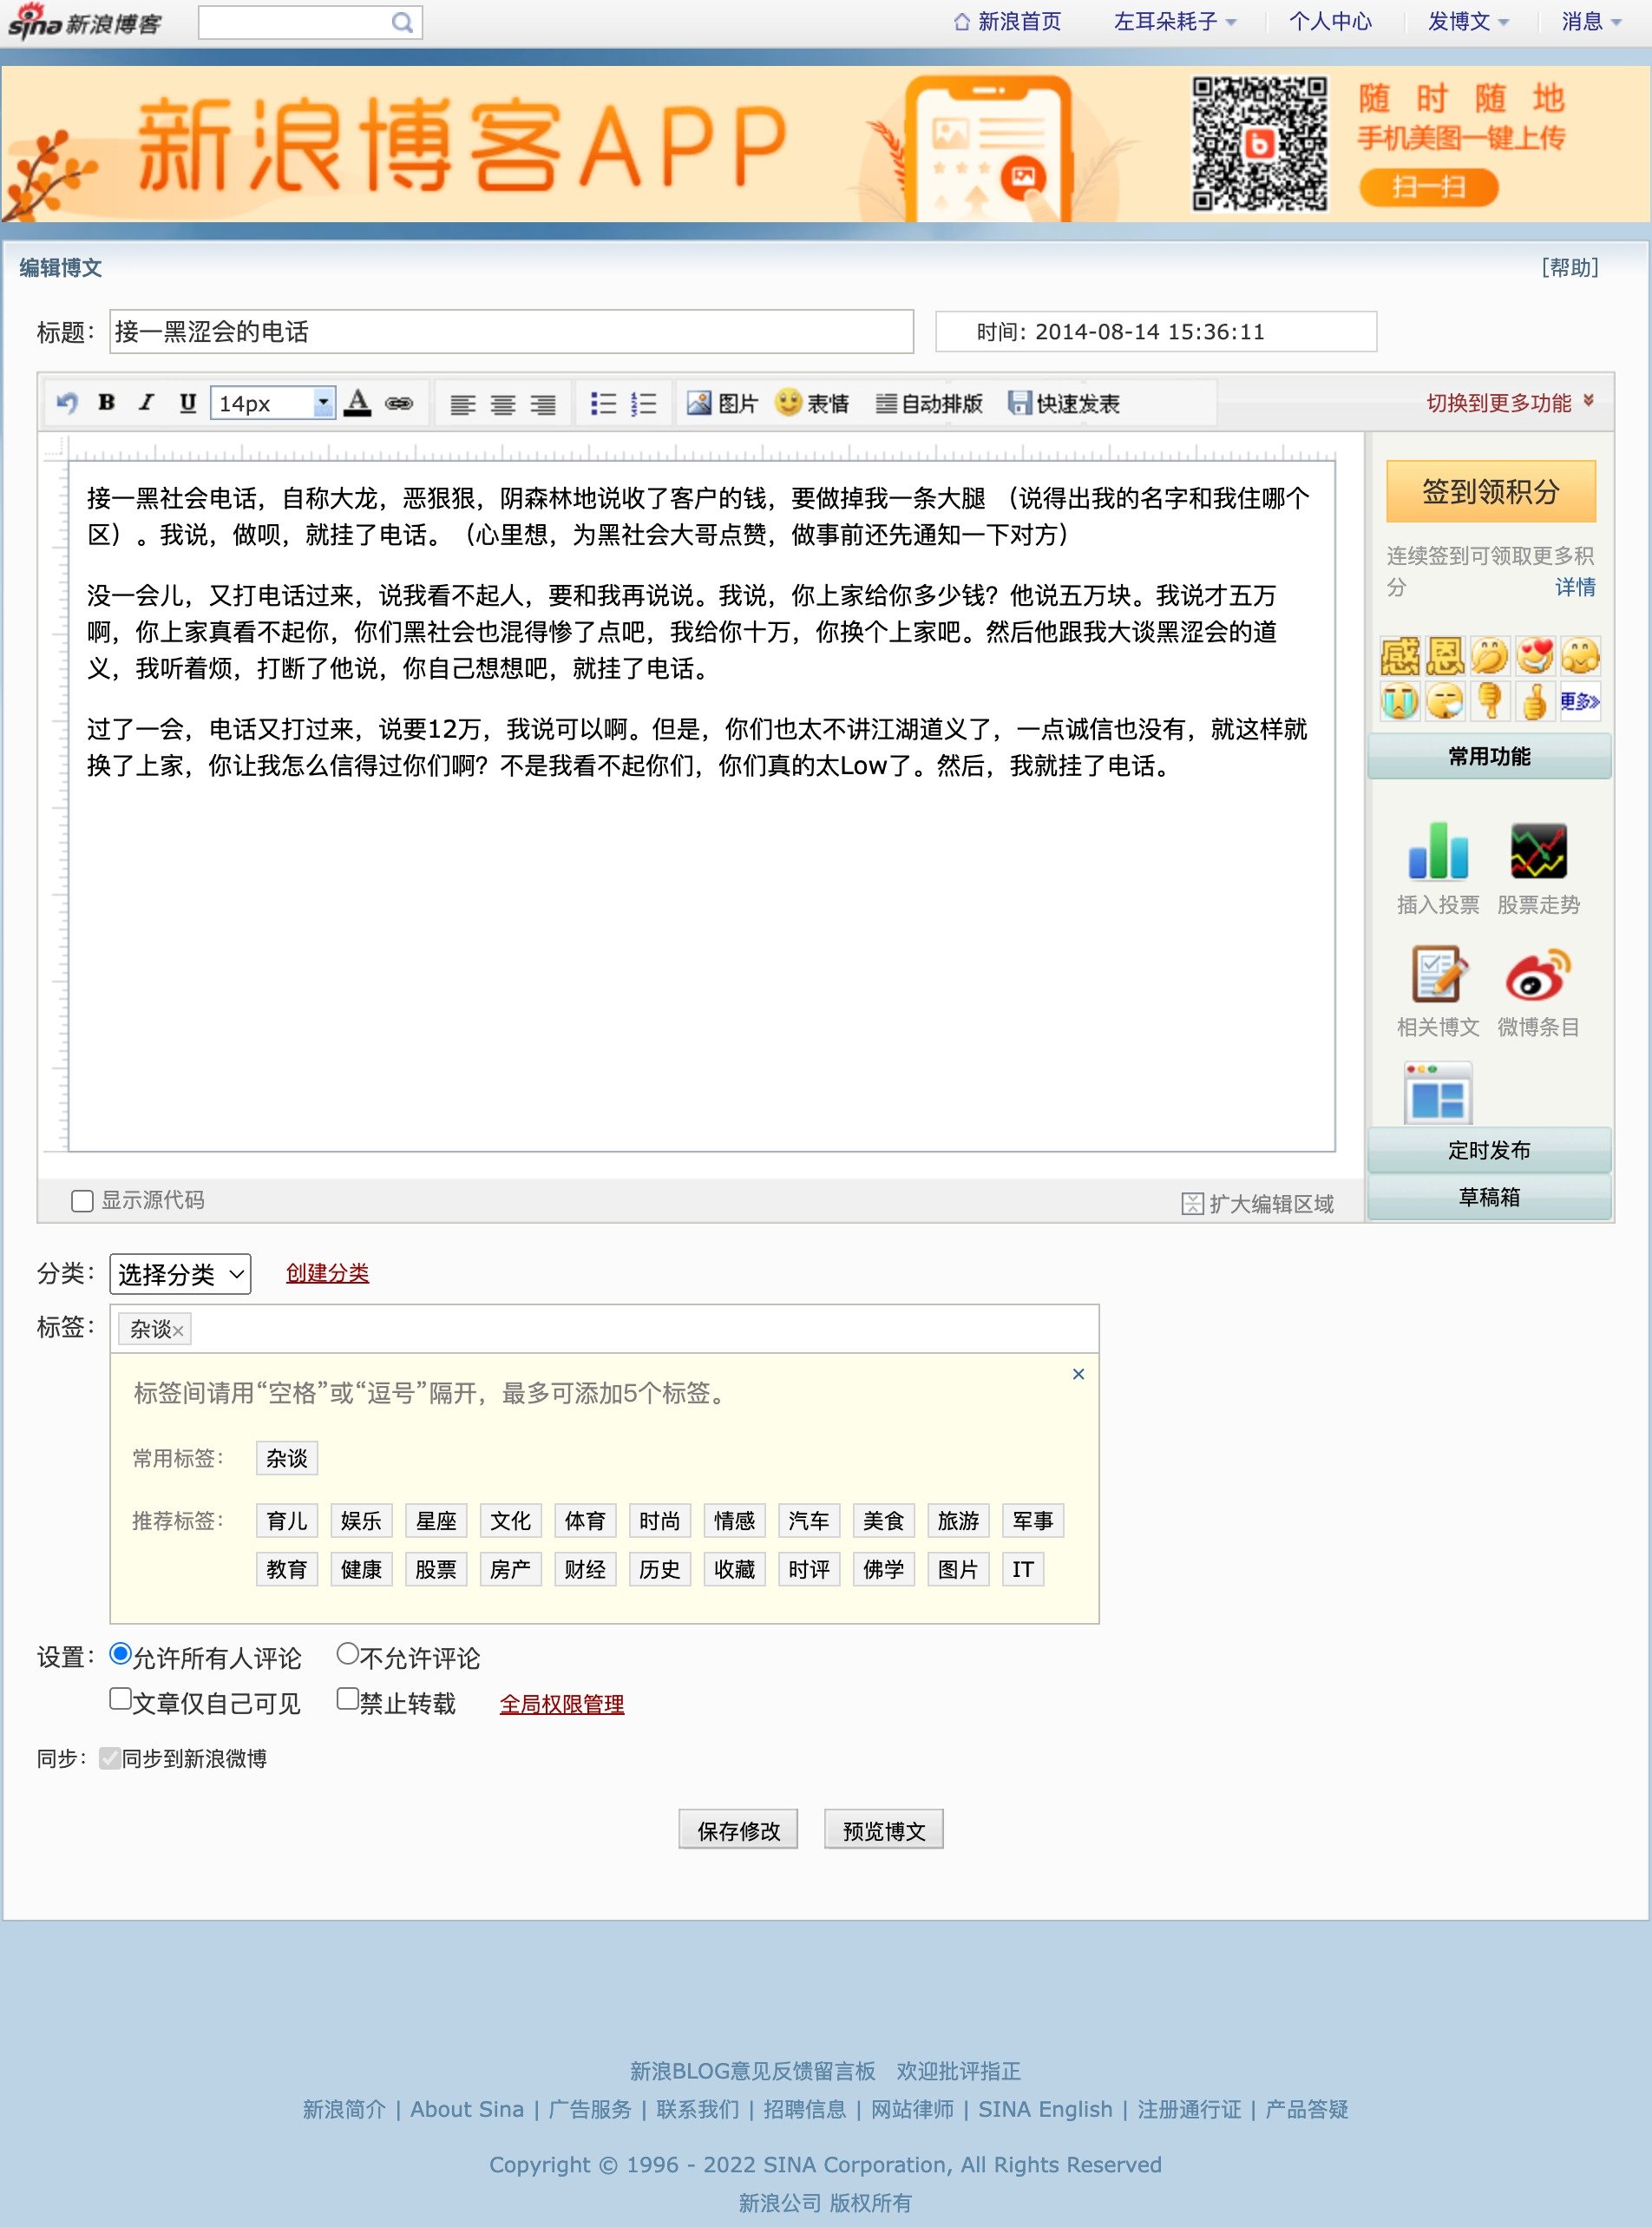 sina新浪博客
新浪首页 左耳朵耗子 个人中心 发博文 消息
新浪博客APP
随时随地
手机美图一键上传
扫一扫
编辑博文 [帮助]
标题：接一黑涩会的电话 时间: 2014-08-14 15:36:11
B I U 14px A 图片 表情 自动排版 快速发表 切换到更多功能
接一黑社会电话，自称大龙，恶狠狠，阴森林地说收了客户的钱，要做掉我一条大腿 （说得出我的名字和我住哪个
区）。我说，做呗，就挂了电话。（心里想，为黑社会大哥点赞，做事前还先通知一下对方）
没一会儿，又打电话过来，说我看不起人，要和我再说说。我说，你上家给你多少钱？他说五万块。我说才五万
啊，你上家真看不起你，你们黑社会也混得惨了点吧，我给你十万，你换个上家吧。然后他跟我大谈黑涩会的道
义，我听着烦，打断了他说，你自己想想吧，就挂了电话。
过了一会，电话又打过来，说要12万，我说可以啊。但是，你们也太不讲江湖道义了，一点诚信也没有，就这样就
换了上家，你让我怎么信得过你们啊？不是我看不起你们，你们真的太Low了。然后，我就挂了电话。
签到领积分
连续签到可领取更多积
分 详情
感 恩
更多»
常用功能
插入投票 股票走势
相关博文 微博条目
定时发布
草稿箱
显示源代码 扩大编辑区域
分类： 选择分类 创建分类
标签： 杂谈×
标签间请用“空格”或“逗号”隔开，最多可添加5个标签。 ×
常用标签： 杂谈
推荐标签： 育儿 娱乐 星座 文化 体育 时尚 情感 汽车 美食 旅游 军事
教育 健康 股票 房产 财经 历史 收藏 时评 佛学 图片 IT
设置： 允许所有人评论 不允许评论
文章仅自己可见 禁止转载 全局权限管理
同步： 同步到新浪微博
保存修改 预览博文
新浪BLOG意见反馈留言板 欢迎批评指正
新浪简介 | About Sina | 广告服务 | 联系我们 | 招聘信息 | 网站律师 | SINA English | 注册通行证 | 产品答疑
Copyright © 1996 - 2022 SINA Corporation, All Rights Reserved
新浪公司 版权所有